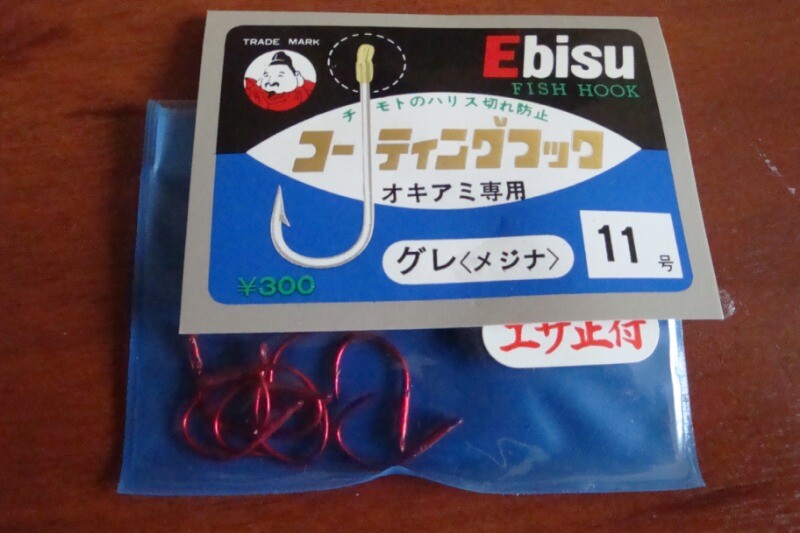 TRADE MARK
Ebisu
FISH HOOK
チモトのハリス切れ防止
コーティングフック
オキアミ専用
グレ〈メジナ〉
11号
¥300
エサ止付